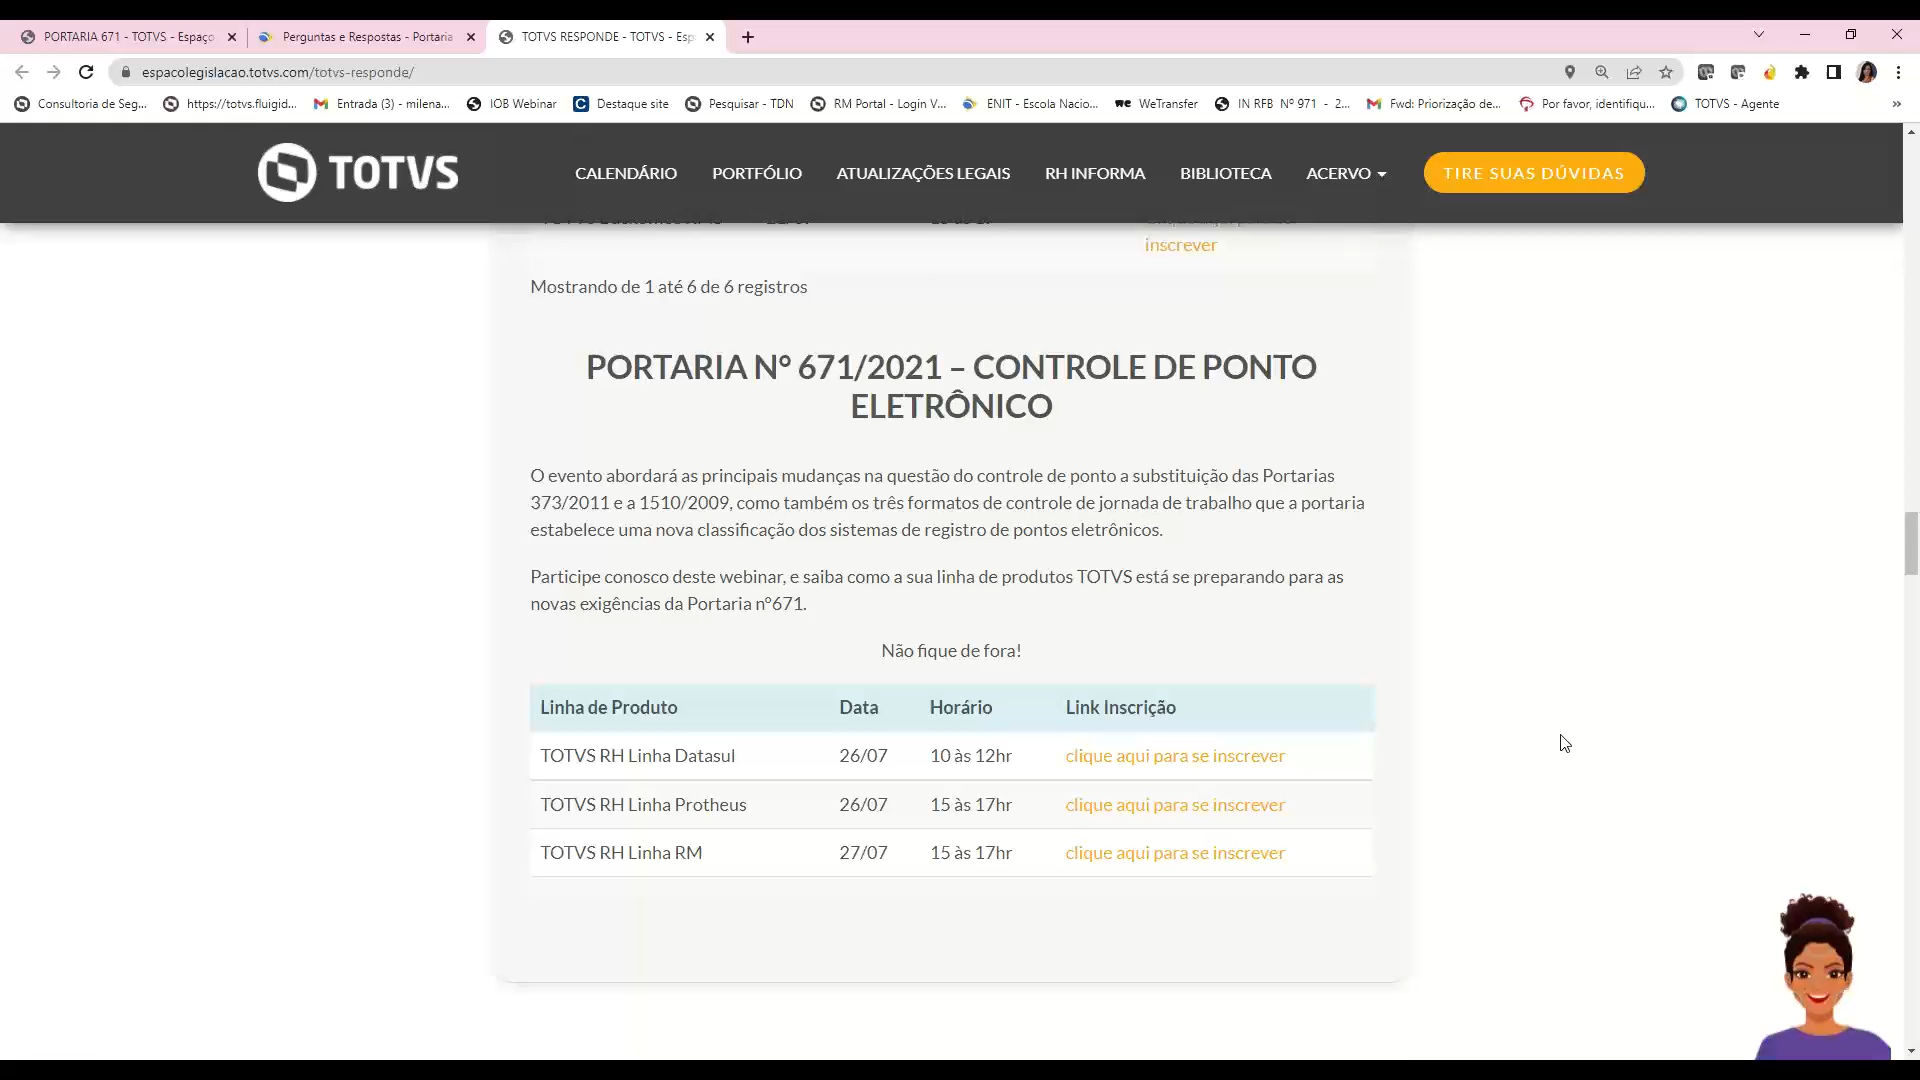 PORTARIA 671 - TOTVS - Espaço
Perguntas e Respostas - Portaria
TOTVS RESPONDE - TOTVS - Esp
espacolegislacao.totvs.com/totvs-responde/
Consultoria de Seg...
https://totvs.fluigid...
Entrada (3) - milena...
IOB Webinar
Destaque site
Pesquisar - TDN
RM Portal - Login V...
ENIT - Escola Nacio...
WeTransfer
IN RFB Nº 971 - 2...
Fwd: Priorização de...
Por favor, identifiqu...
TOTVS - Agente
TOTVS
CALENDÁRIO PORTFÓLIO ATUALIZAÇÕES LEGAIS RH INFORMA BIBLIOTECA ACERVO TIRE SUAS DÚVIDAS
inscrever
Mostrando de 1 até 6 de 6 registros
PORTARIA Nº 671/2021 – CONTROLE DE PONTO
ELETRÔNICO
O evento abordará as principais mudanças na questão do controle de ponto a substituição das Portarias
373/2011 e a 1510/2009, como também os três formatos de controle de jornada de trabalho que a portaria
estabelece uma nova classificação dos sistemas de registro de pontos eletrônicos.
Participe conosco deste webinar, e saiba como a sua linha de produtos TOTVS está se preparando para as
novas exigências da Portaria nº671.
Não fique de fora!
Linha de Produto Data Horário Link Inscrição
TOTVS RH Linha Datasul 26/07 10 às 12hr clique aqui para se inscrever
TOTVS RH Linha Protheus 26/07 15 às 17hr clique aqui para se inscrever
TOTVS RH Linha RM 27/07 15 às 17hr clique aqui para se inscrever